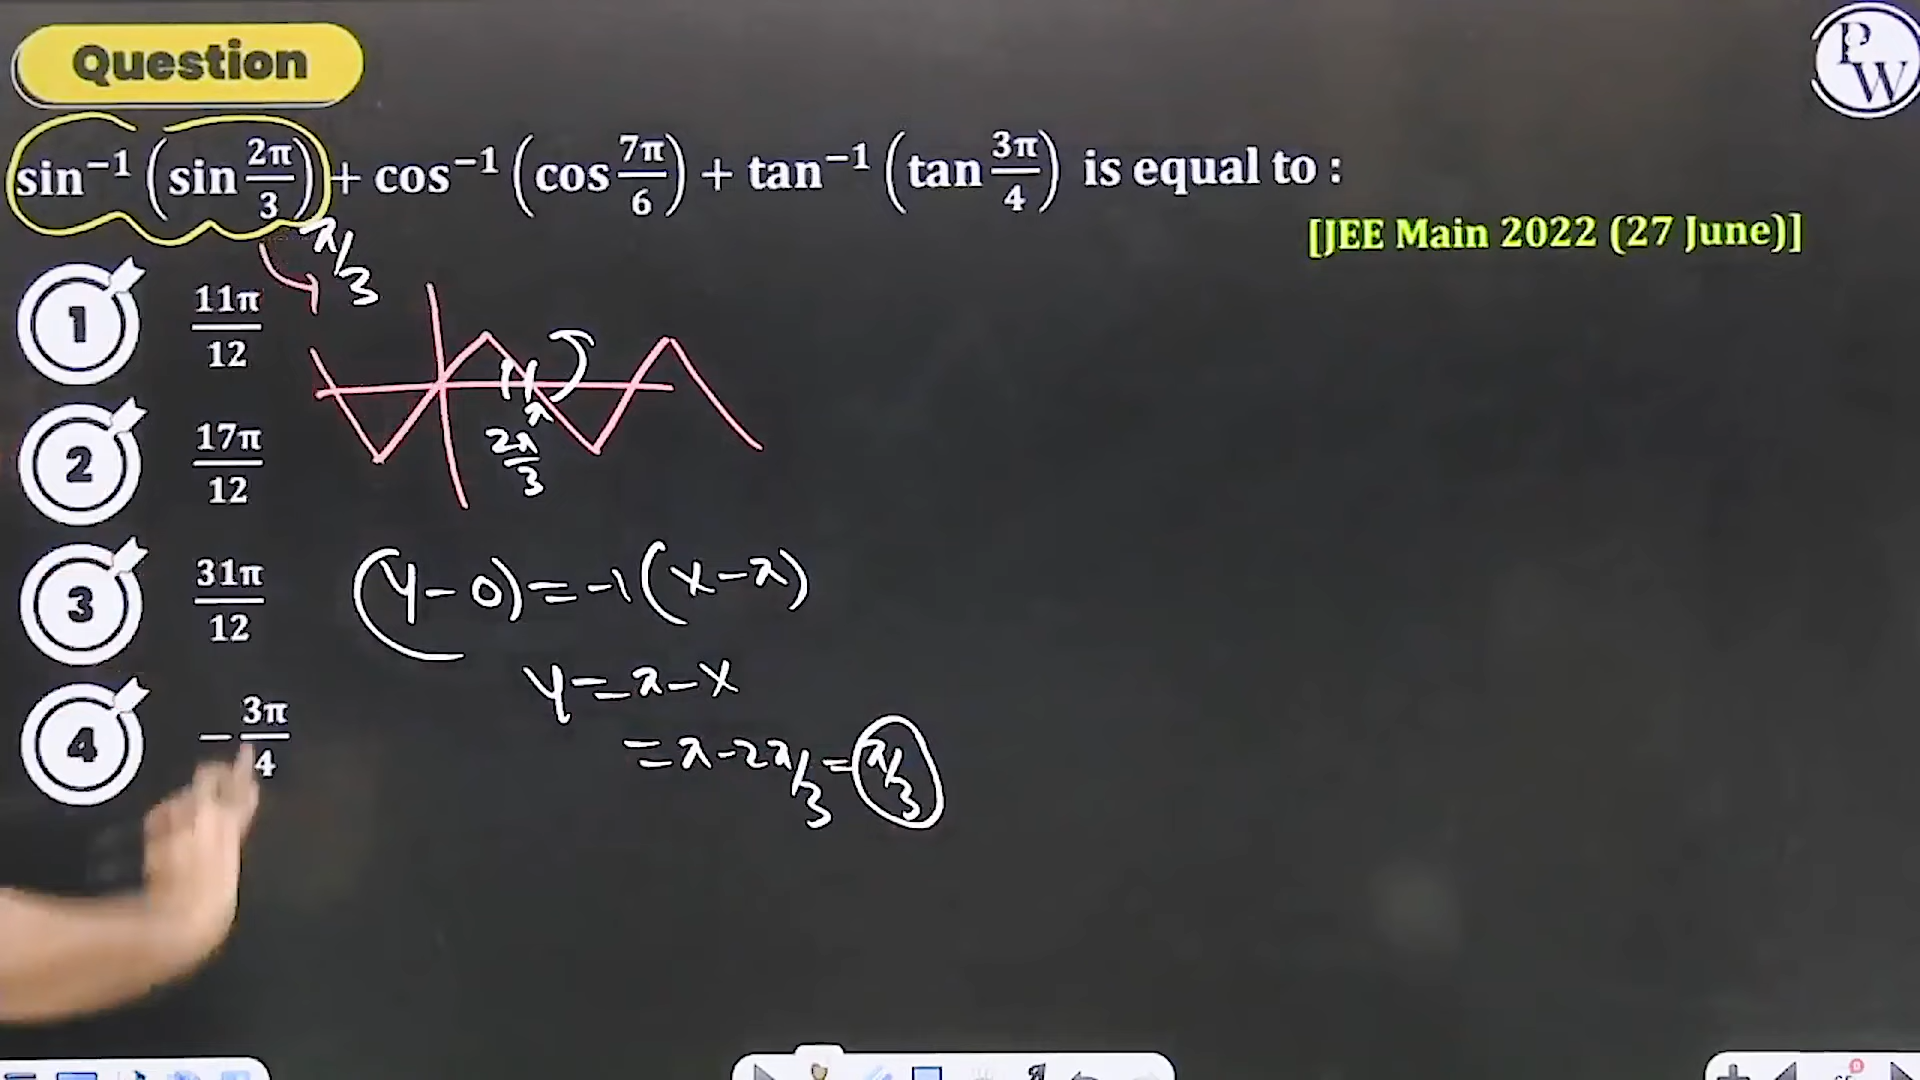 Question
PW
sin⁻¹ (sin 2π/3) + cos⁻¹ (cos 7π/6) + tan⁻¹ (tan 3π/4) is equal to :
[JEE Main 2022 (27 June)]
π/3
1 11π/12
2 17π/12
3 31π/12
4 −3π/4
π
2π/3
(y-0)=-1(x-π)
y=π-x
=π-2π/3=π/3